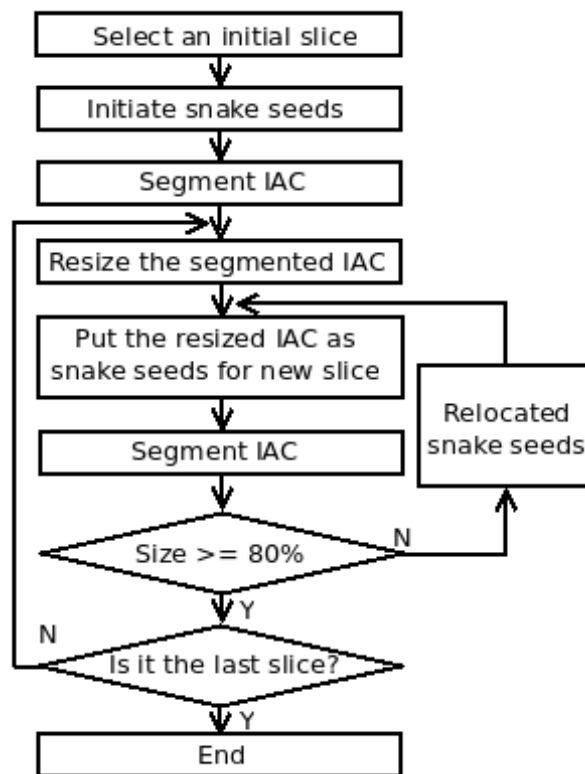 Select an initial slice
Initiate snake seeds
Segment IAC
Resize the segmented IAC
Put the resized IAC as
snake seeds for new slice
Relocated
snake seeds
Segment IAC
Size >= 80%
N
Y
N
Is it the last slice?
Y
End